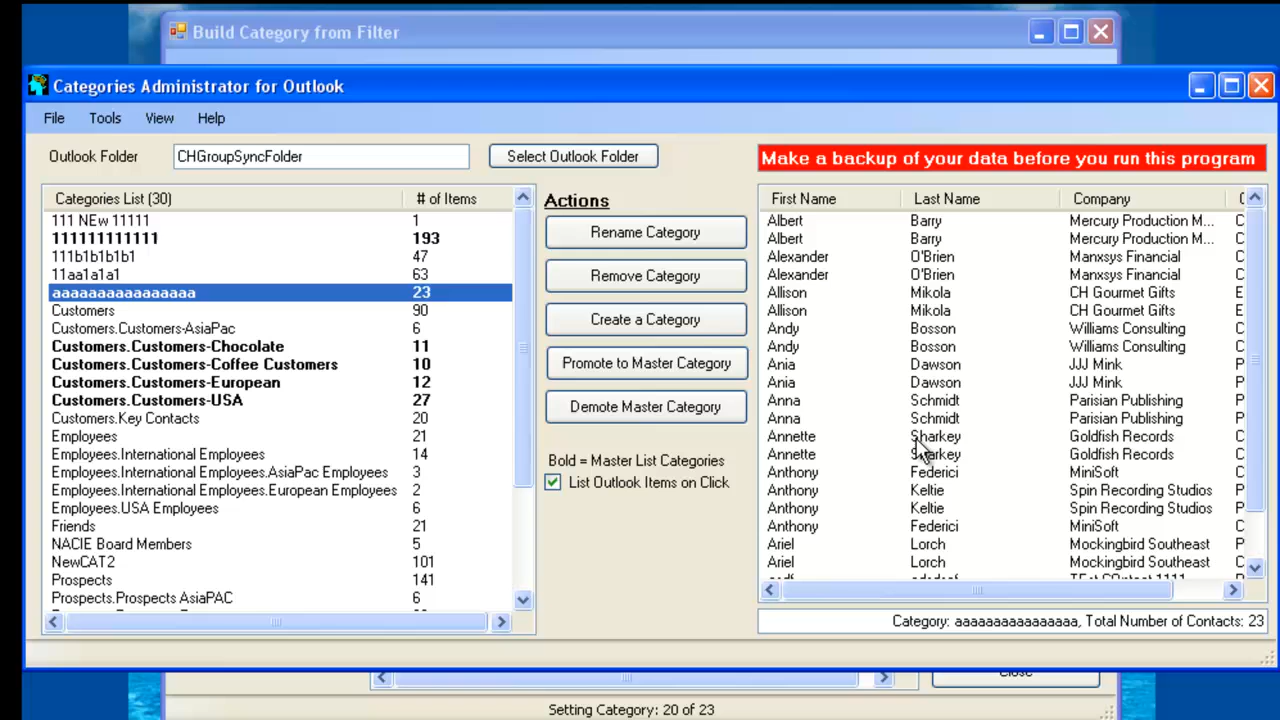 Build Category from Filter
Categories Administrator for Outlook
File Tools View Help
Outlook Folder CHGroupSyncFolder Select Outlook Folder
Make a backup of your data before you run this program
Categories List (30) # of Items
111 NEw 11111 1
111111111111 193
111b1b1b1b1 47
11aa1a1a1 63
aaaaaaaaaaaaaaaa 23
Customers 90
Customers.Customers-AsiaPac 6
Customers.Customers-Chocolate 11
Customers.Customers-Coffee Customers 10
Customers.Customers-European 12
Customers.Customers-USA 27
Customers.Key Contacts 20
Employees 21
Employees.International Employees 14
Employees.International Employees.AsiaPac Employees 3
Employees.International Employees.European Employees 2
Employees.USA Employees 6
Friends 21
NACIE Board Members 5
NewCAT2 101
Prospects 141
Prospects.Prospects AsiaPAC 6
Actions
Rename Category
Remove Category
Create a Category
Promote to Master Category
Demote Master Category
Bold = Master List Categories
List Outlook Items on Click
First Name Last Name Company C
Albert Barry Mercury Production M... C
Albert Barry Mercury Production M... C
Alexander O'Brien Manxsys Financial C
Alexander O'Brien Manxsys Financial C
Allison Mikola CH Gourmet Gifts E
Allison Mikola CH Gourmet Gifts E
Andy Bosson Williams Consulting C
Andy Bosson Williams Consulting C
Ania Dawson JJJ Mink P
Ania Dawson JJJ Mink P
Anna Schmidt Parisian Publishing C
Anna Schmidt Parisian Publishing C
Annette Sharkey Goldfish Records C
Annette Sharkey Goldfish Records C
Anthony Federici MiniSoft C
Anthony Keltie Spin Recording Studios P
Anthony Keltie Spin Recording Studios P
Anthony Federici MiniSoft C
Ariel Lorch Mockingbird Southeast P
Ariel Lorch Mockingbird Southeast P
Category: aaaaaaaaaaaaaaaa, Total Number of Contacts: 23
Close
Setting Category: 20 of 23